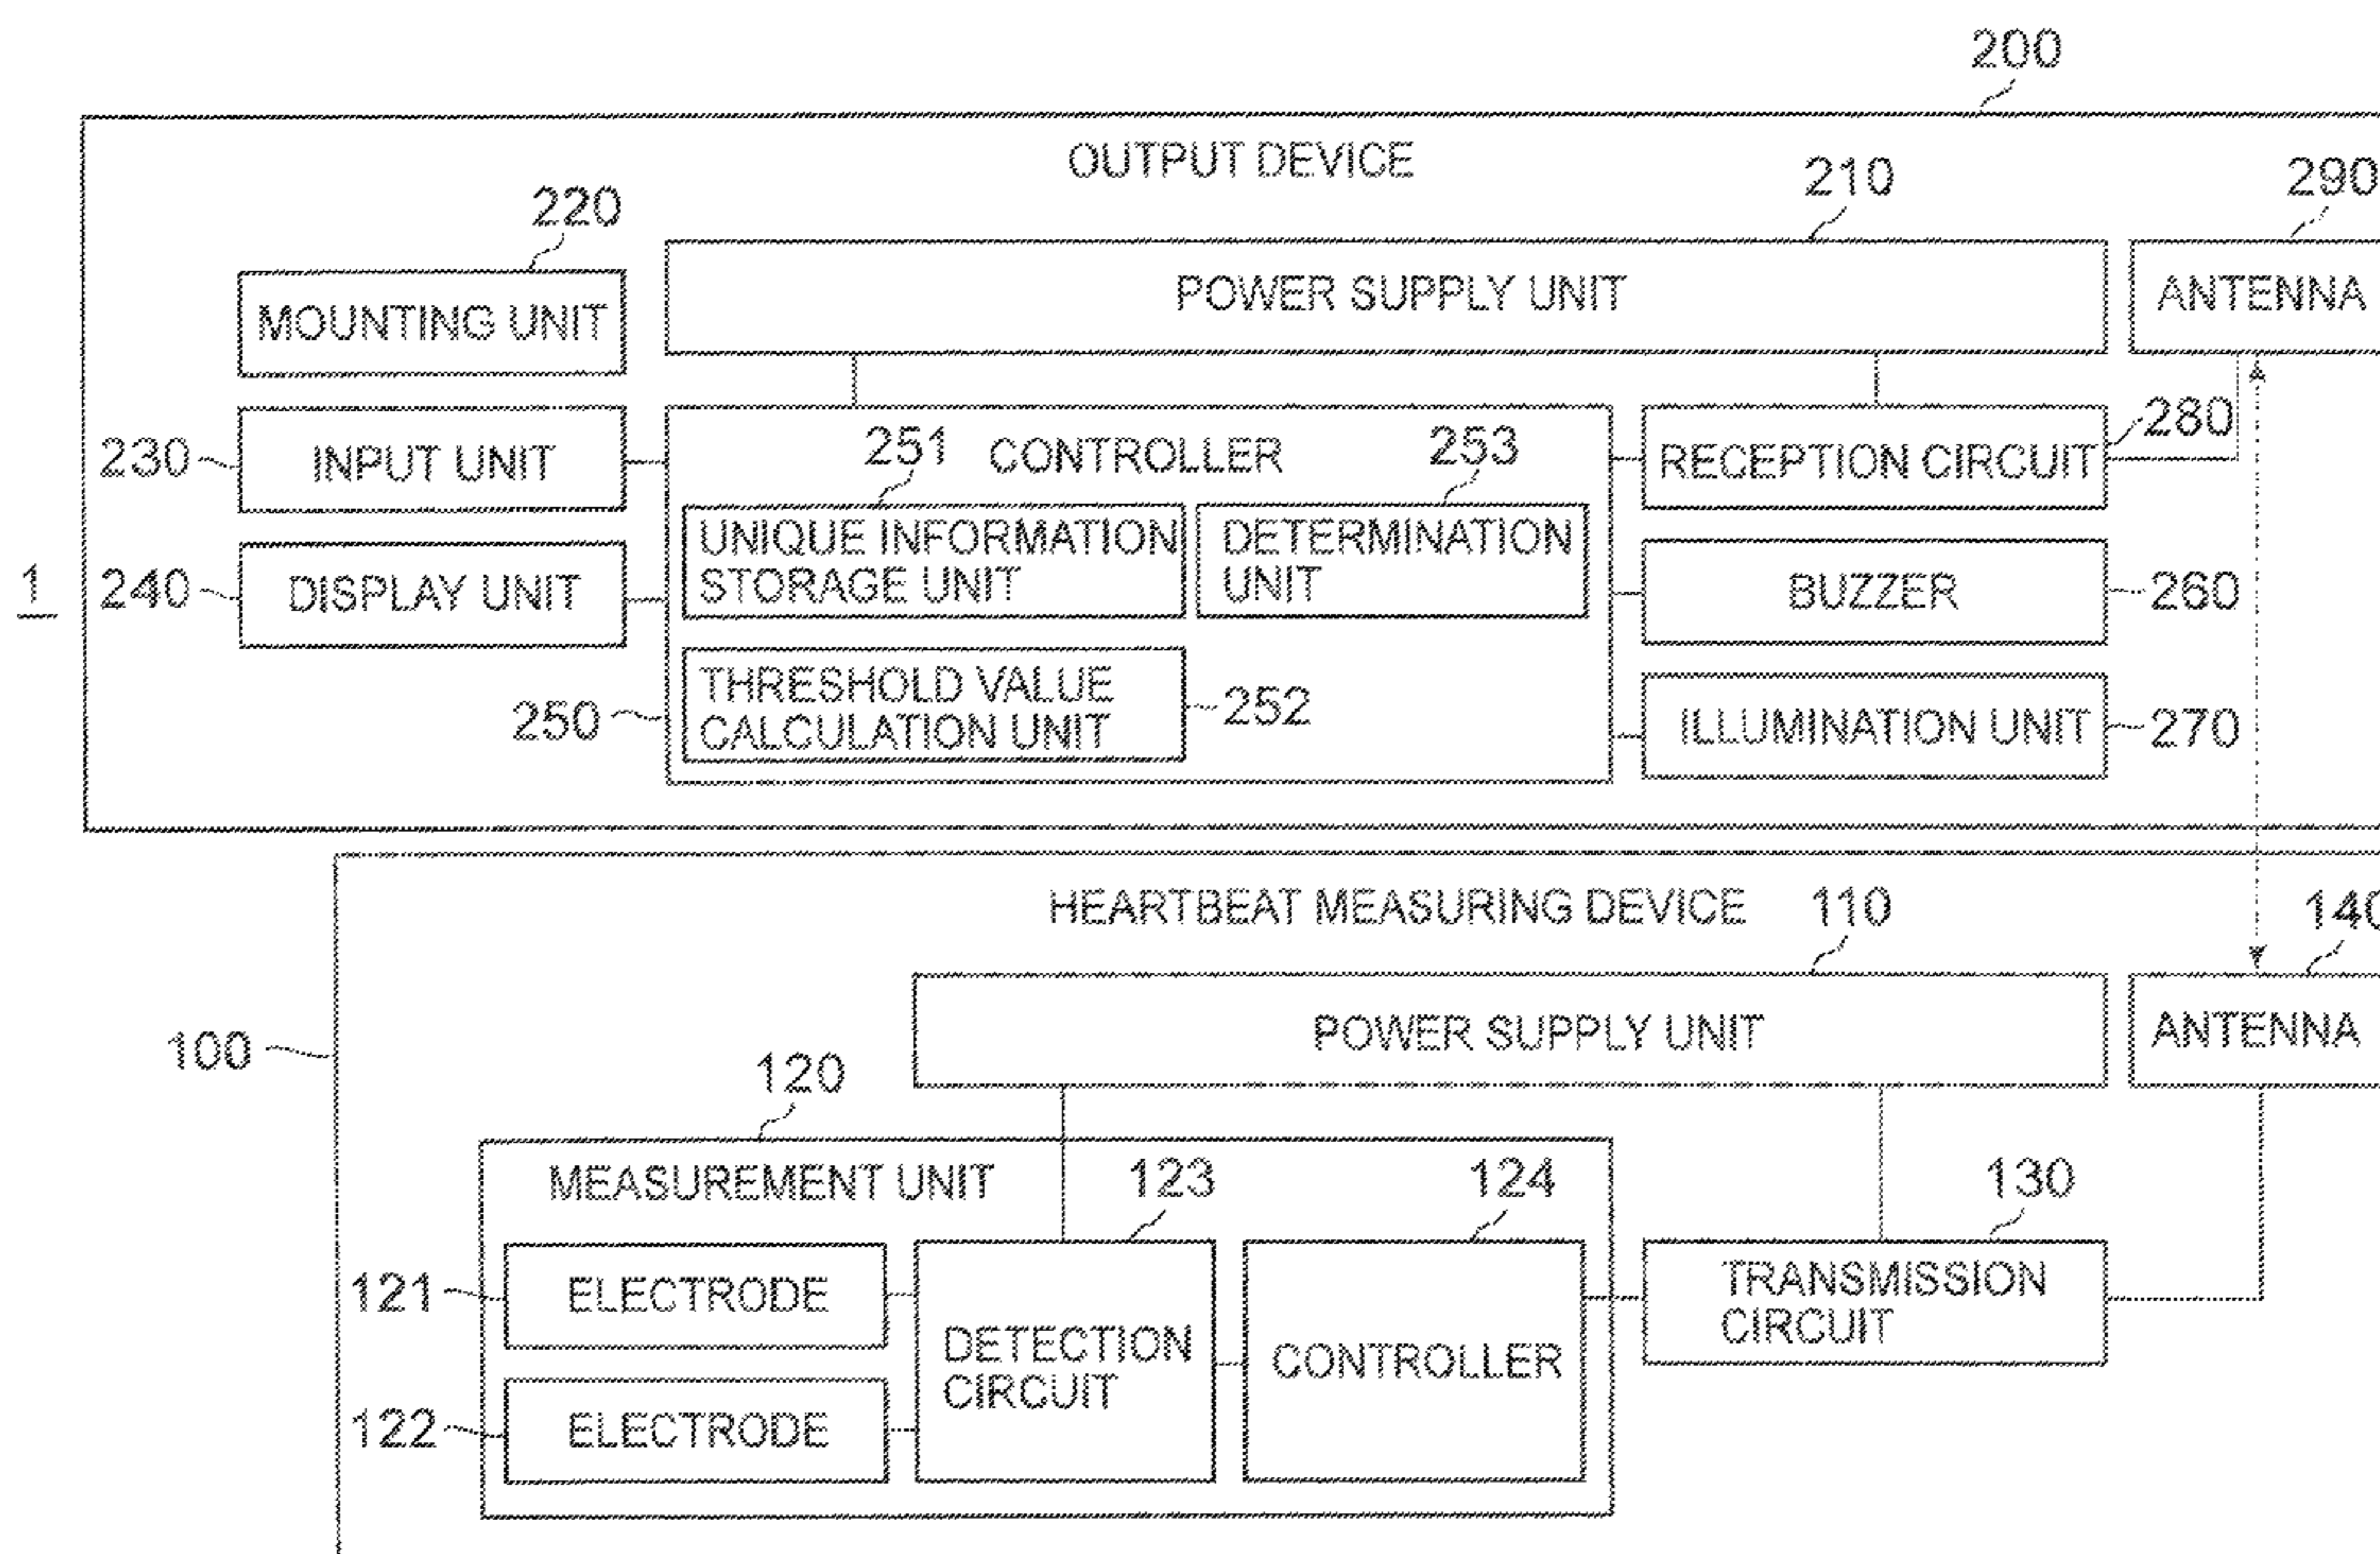 200
OUTPUT DEVICE
210
290
220
POWER SUPPLY UNIT
ANTENNA
MOUNTING UNIT
280
230
INPUT UNIT
251
CONTROLLER
253
RECEPTION CIRCUIT
UNIQUE INFORMATION
STORAGE UNIT
DETERMINATION
UNIT
1
240
DISPLAY UNIT
BUZZER
260
250
THRESHOLD VALUE
CALCULATION UNIT
252
ILLUMINATION UNIT
270
HEARTBEAT MEASURING DEVICE
110
140
100
POWER SUPPLY UNIT
ANTENNA
120
MEASUREMENT UNIT
123
124
130
121
ELECTRODE
TRANSMISSION
CIRCUIT
DETECTION
CIRCUIT
CONTROLLER
122
ELECTRODE